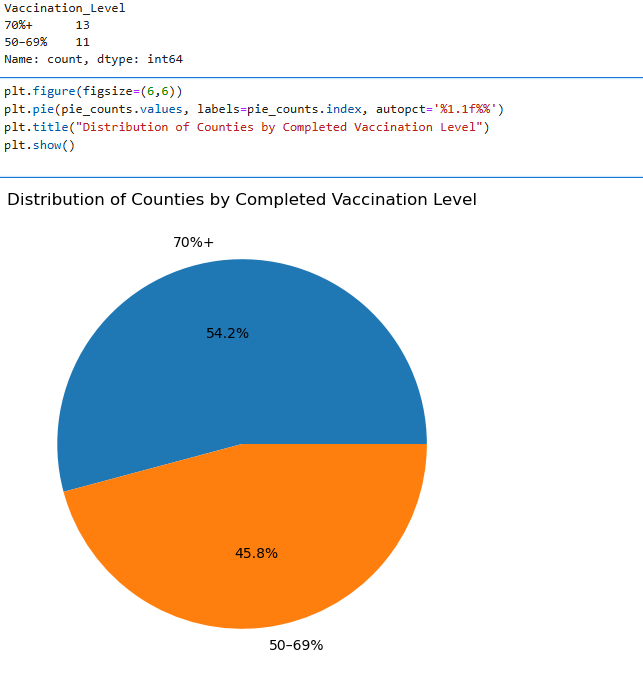 Vaccination_Level
70%+      13
50–69%    11
Name: count, dtype: int64
plt.figure(figsize=(6,6))
plt.pie(pie_counts.values, labels=pie_counts.index, autopct='%1.1f%%')
plt.title("Distribution of Counties by Completed Vaccination Level")
plt.show()
Distribution of Counties by Completed Vaccination Level
70%+
54.2%
45.8%
50–69%